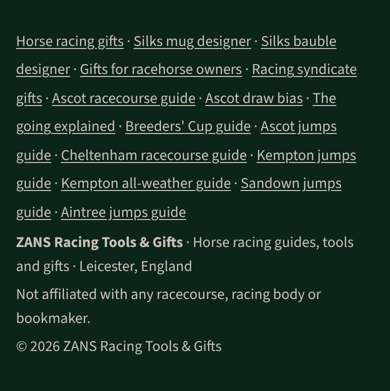 Horse racing gifts · Silks mug designer · Silks bauble
designer · Gifts for racehorse owners · Racing syndicate
gifts · Ascot racecourse guide · Ascot draw bias · The
going explained · Breeders' Cup guide · Ascot jumps
guide · Cheltenham racecourse guide · Kempton jumps
guide · Kempton all-weather guide · Sandown jumps
guide · Aintree jumps guide
ZANS Racing Tools & Gifts · Horse racing guides, tools
and gifts · Leicester, England
Not affiliated with any racecourse, racing body or
bookmaker.
© 2026 ZANS Racing Tools & Gifts